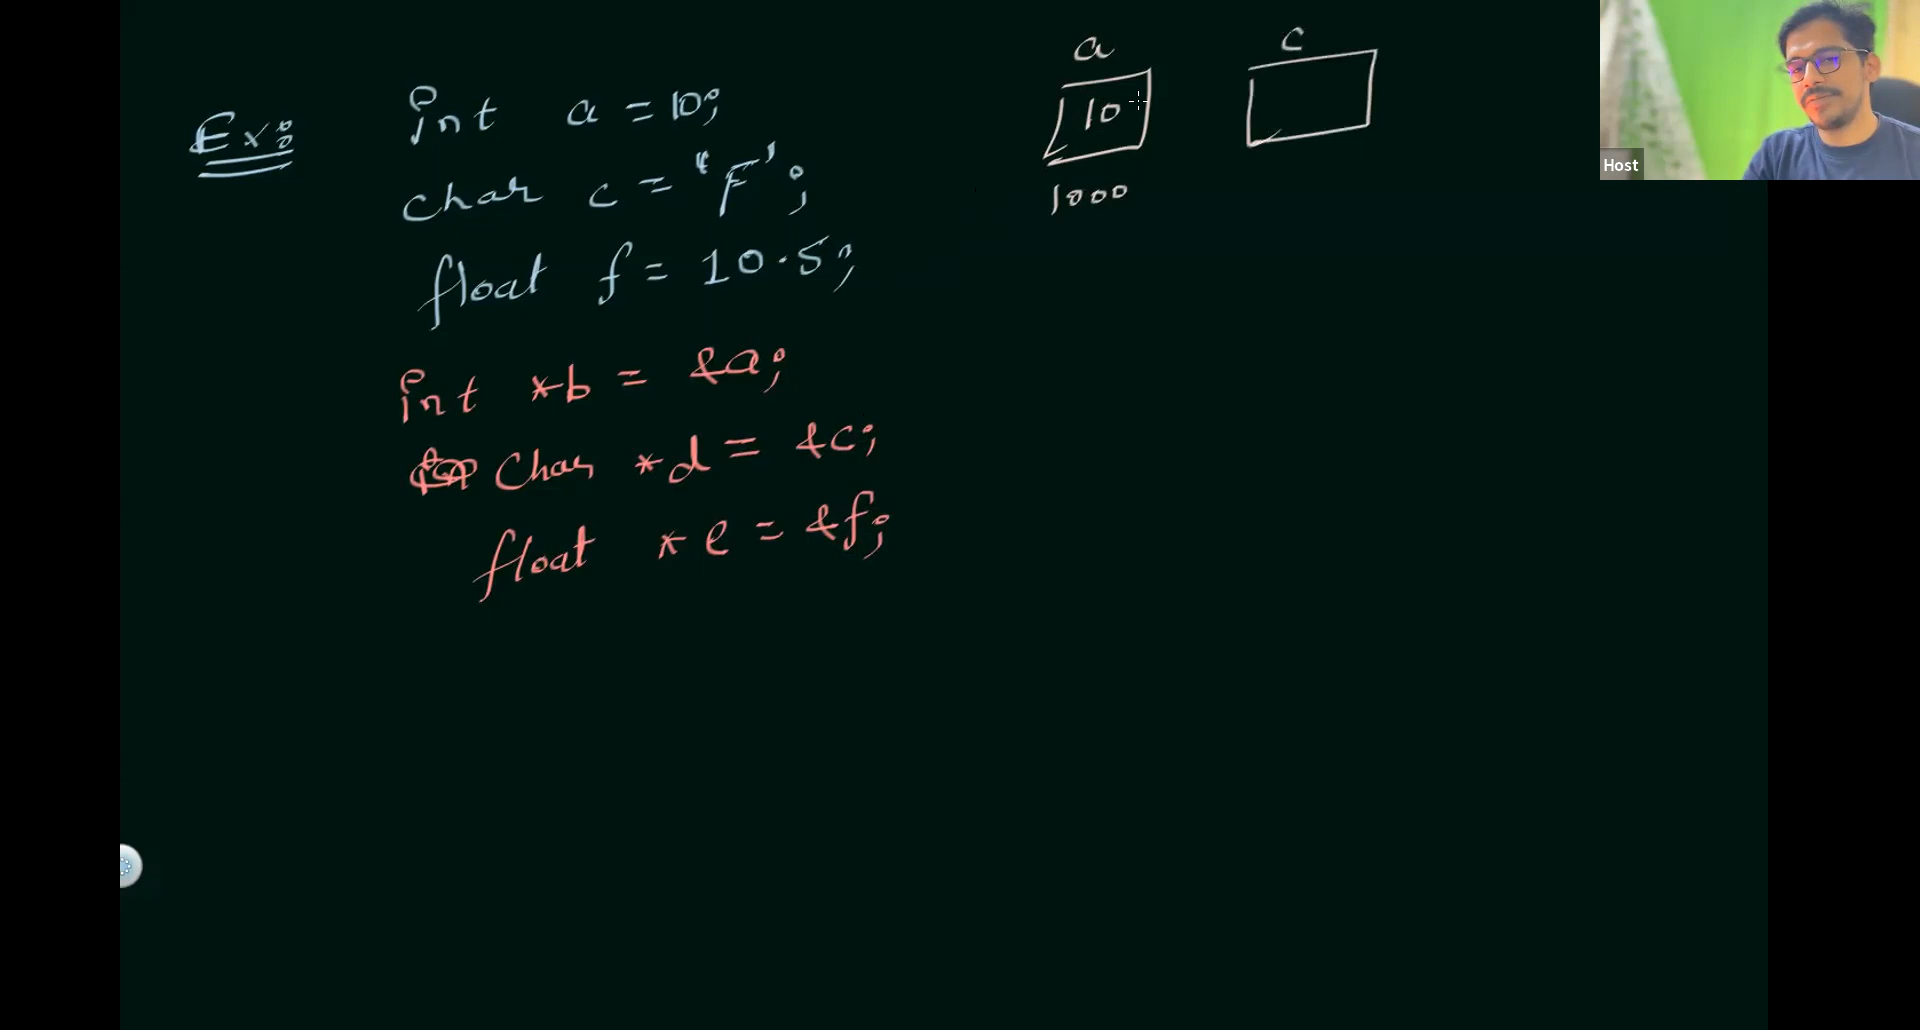 Ex:
int a = 10;
char c = 'F';
float f = 10.5;
int *b = &a;
char *d = &c;
float *e = &f;
a
10
1000
c
Host